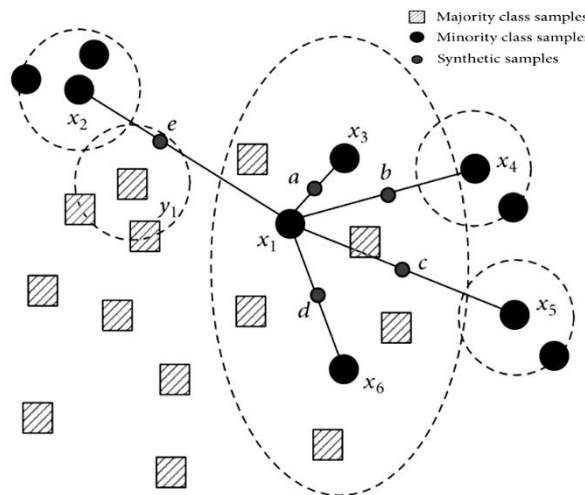 Majority class samples
Minority class samples
Synthetic samples
x2
e
x3
a
b
x4
y1
x1
c
d
x5
x6